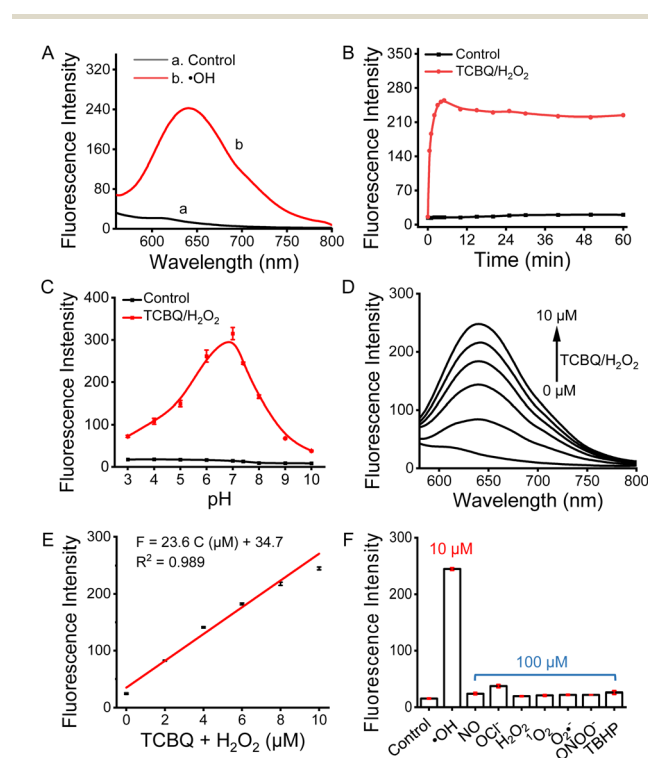 A
Fluorescence Intensity
320
240
160
80
0
a. Control
b. •OH
b
a
600
650
700
750
800
Wavelength (nm)
B
Fluorescence Intensity
350
280
210
140
70
0
Control
TCBQ/H₂O₂
0
12
24
36
48
60
Time (min)
C
Fluorescence Instensity
400
300
200
100
0
Control
TCBQ/H₂O₂
3
4
5
6
7
8
9
10
pH
D
Fluorescence Intensity
300
200
100
0
10 μM
TCBQ/H₂O₂
0 μM
600
650
700
750
800
Wavelength (nm)
E
Fluorescence Intensity
300
200
100
0
F = 23.6 C (μM) + 34.7
R² = 0.989
0
2
4
6
8
10
TCBQ + H₂O₂ (μM)
F
Fluorescence Intensity
300
200
100
0
10 μM
100 μM
Control
•OH
NO
OCl⁻
H₂O₂
¹O₂
O₂•⁻
ONOO⁻
TBHP